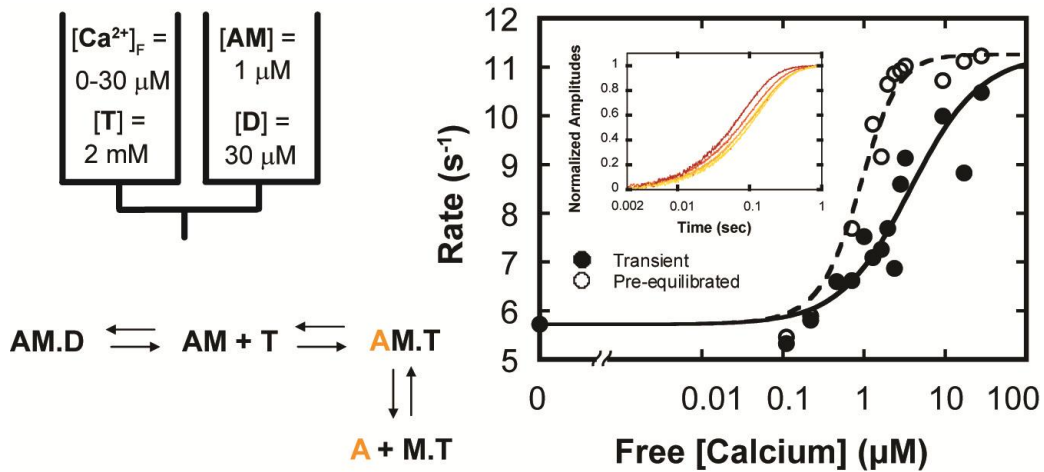 [Ca²⁺]F =
0-30 µM
[T] =
2 mM
[AM] =
1 µM
[D] =
30 µM
AM.D
AM + T
AM.T
A + M.T
Rate (s⁻¹)
12
11
10
9
8
7
6
5
Normalized Amplitudes
1
0.8
0.6
0.4
0.2
0
0.002
0.01
0.1
1
Time (sec)
Transient
Pre-equilibrated
0
0.01
0.1
1
10
100
Free [Calcium] (µM)